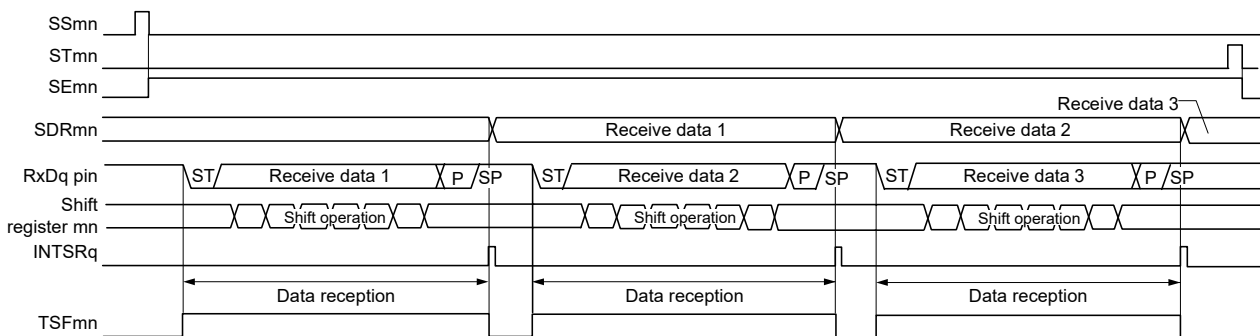 SSmn
STmn
SEmn
Receive data 3
SDRmn Receive data 1 Receive data 2
RxDq pin ST Receive data 1 P SP ST Receive data 2 P SP ST Receive data 3 P SP
Shift
register mn Shift operation Shift operation Shift operation
INTSRq
Data reception Data reception Data reception
TSFmn